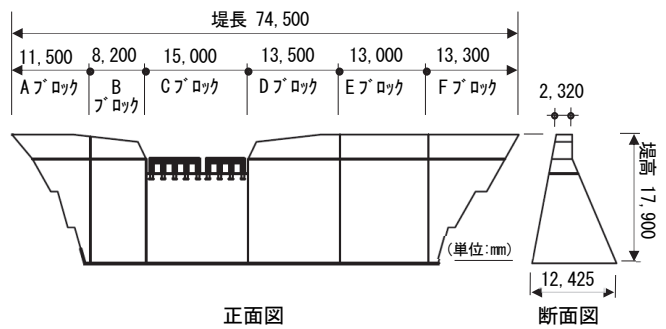 堤長 74,500
11,500 8,200 15,000 13,500 13,000 13,300
Aブロック B ブロック Cブロック Dブロック Eブロック Fブロック
2,320
堤高 17,900
(単位:mm)
12,425
正面図 断面図